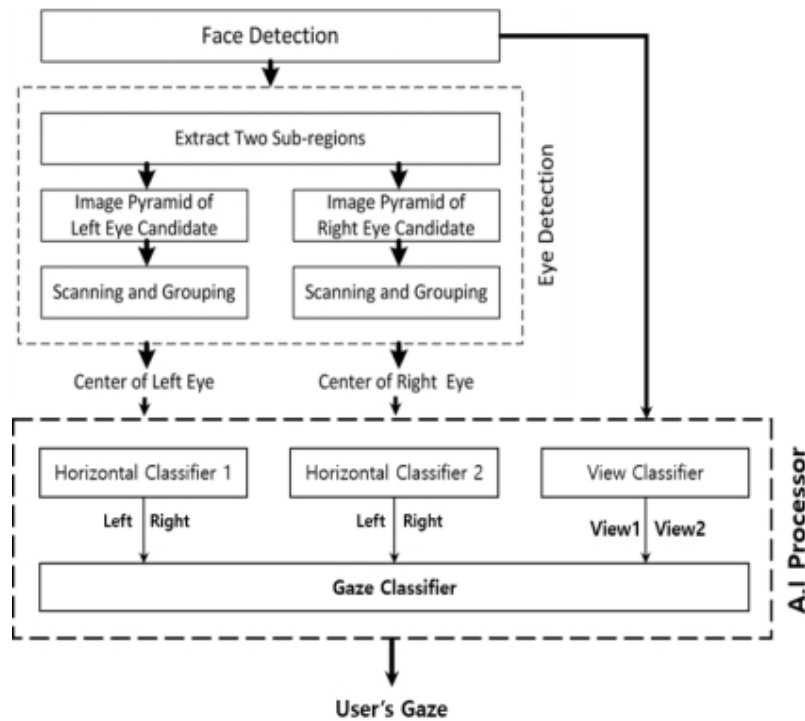 Face Detection
Extract Two Sub-regions
Image Pyramid of
Left Eye Candidate
Image Pyramid of
Right Eye Candidate
Scanning and Grouping
Scanning and Grouping
Eye Detection
Center of Left Eye
Center of Right Eye
Horizontal Classifier 1
Horizontal Classifier 2
View Classifier
Left Right
Left Right
View1 View2
Gaze Classifier
A.I Processor
User's Gaze